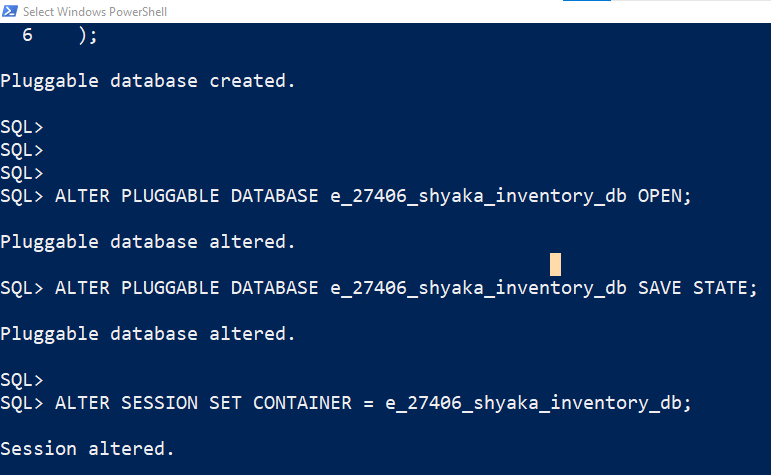 Select Windows PowerShell
6    );
Pluggable database created.
SQL>
SQL>
SQL>
SQL> ALTER PLUGGABLE DATABASE e_27406_shyaka_inventory_db OPEN;
Pluggable database altered.
SQL> ALTER PLUGGABLE DATABASE e_27406_shyaka_inventory_db SAVE STATE;
Pluggable database altered.
SQL>
SQL> ALTER SESSION SET CONTAINER = e_27406_shyaka_inventory_db;
Session altered.